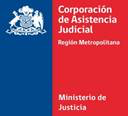 Corporación
de Asistencia
Judicial
Región Metropolitana
Ministerio de
Justicia